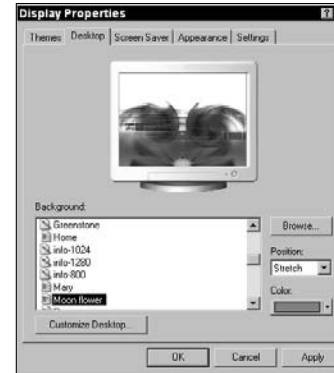 Display Properties
?
Themes Desktop Screen Saver Appearance Settings
Background:
Greenstone
Home
info-1024
info-1280
info-800
Mary
Moon flower
Browse...
Position:
Stretch
Color:
Customize Desktop...
OK Cancel Apply